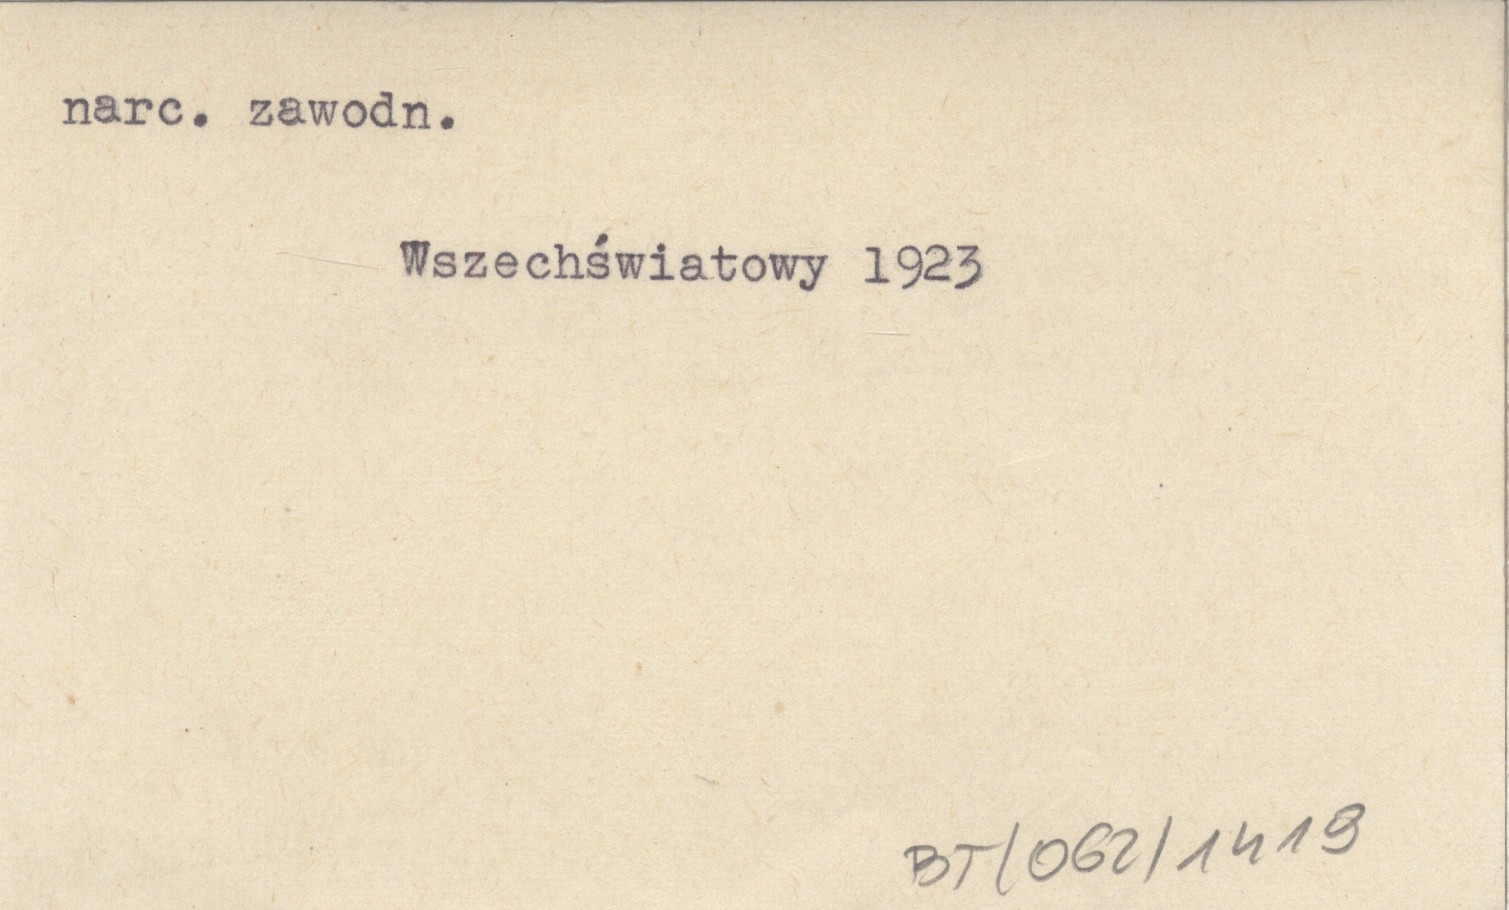 narc. zawodn.
Wszechświatowy 1923
BT/062/1419